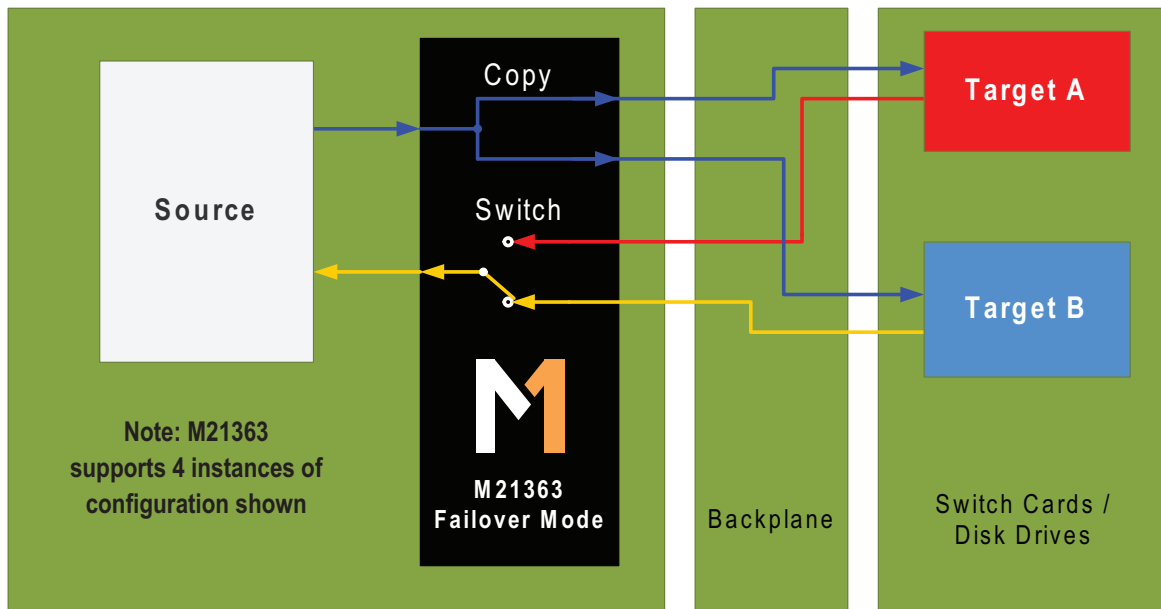 Copy
Target A
Source
Switch
Target B
Note: M21363
supports 4 instances of
configuration shown
M21363
Failover Mode
Backplane
Switch Cards /
Disk Drives